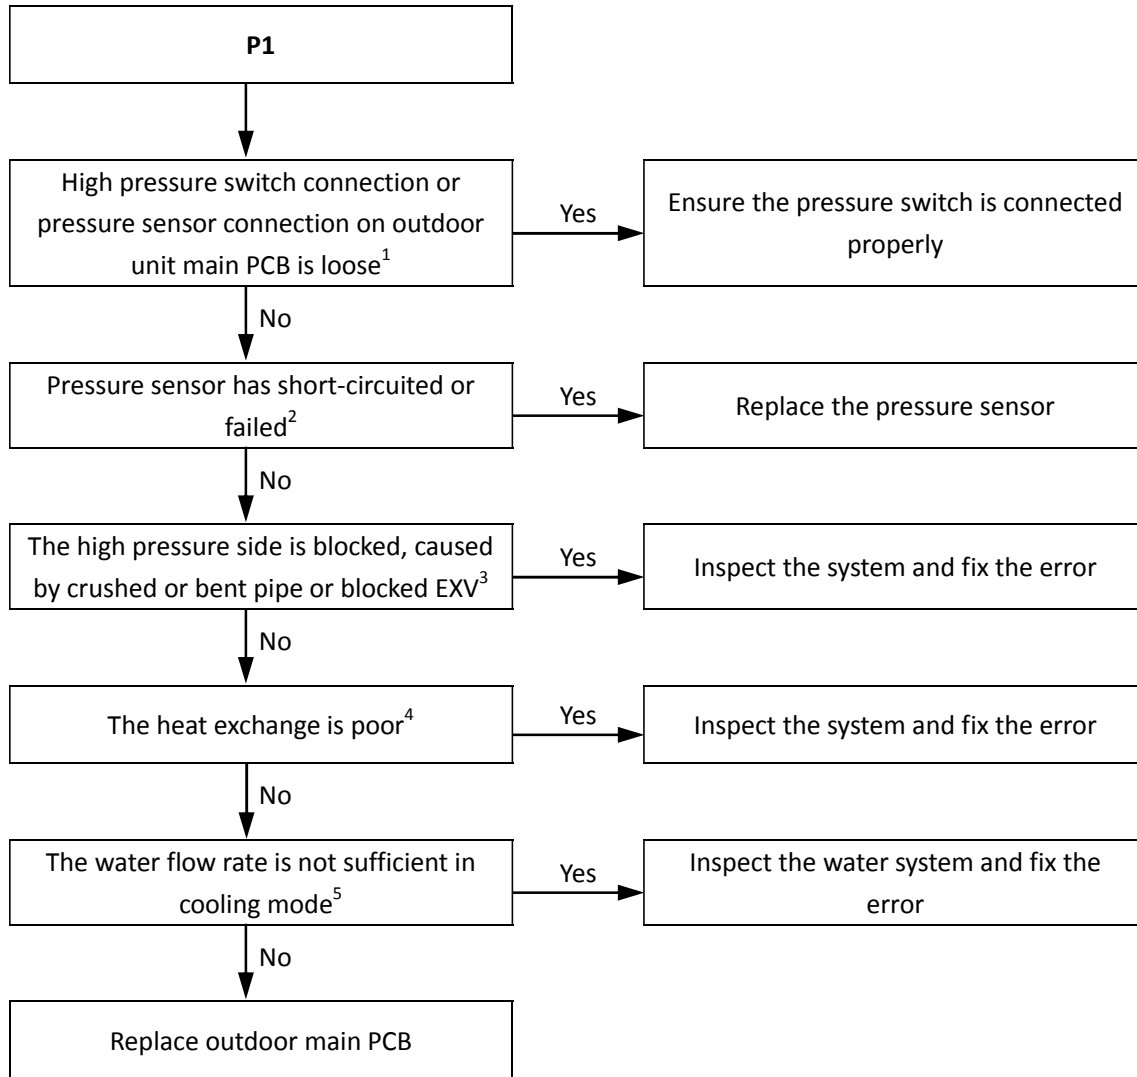 P1
High pressure switch connection or
pressure sensor connection on outdoor
unit main PCB is loose1
Yes
Ensure the pressure switch is connected
properly
No
Pressure sensor has short-circuited or
failed2
Yes
Replace the pressure sensor
No
The high pressure side is blocked, caused
by crushed or bent pipe or blocked EXV3
Yes
Inspect the system and fix the error
No
The heat exchange is poor4
Yes
Inspect the system and fix the error
No
The water flow rate is not sufficient in
cooling mode5
Yes
Inspect the water system and fix the
error
No
Replace outdoor main PCB